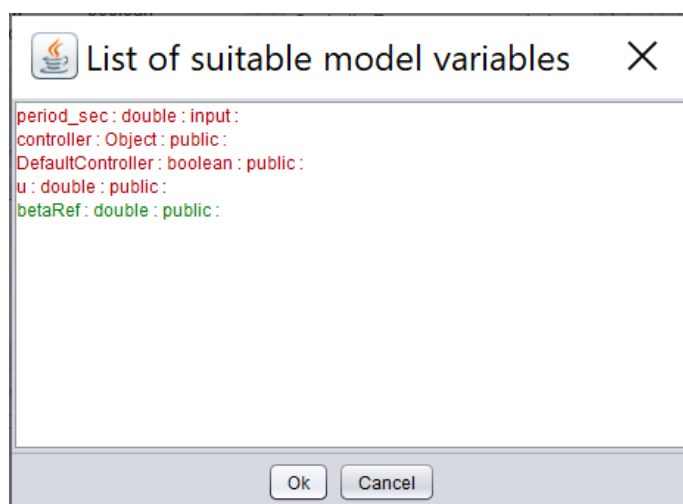 List of suitable model variables
period_sec : double : input :
controller : Object : public :
DefaultController : boolean : public :
u : double : public :
betaRef : double : public :
Ok Cancel